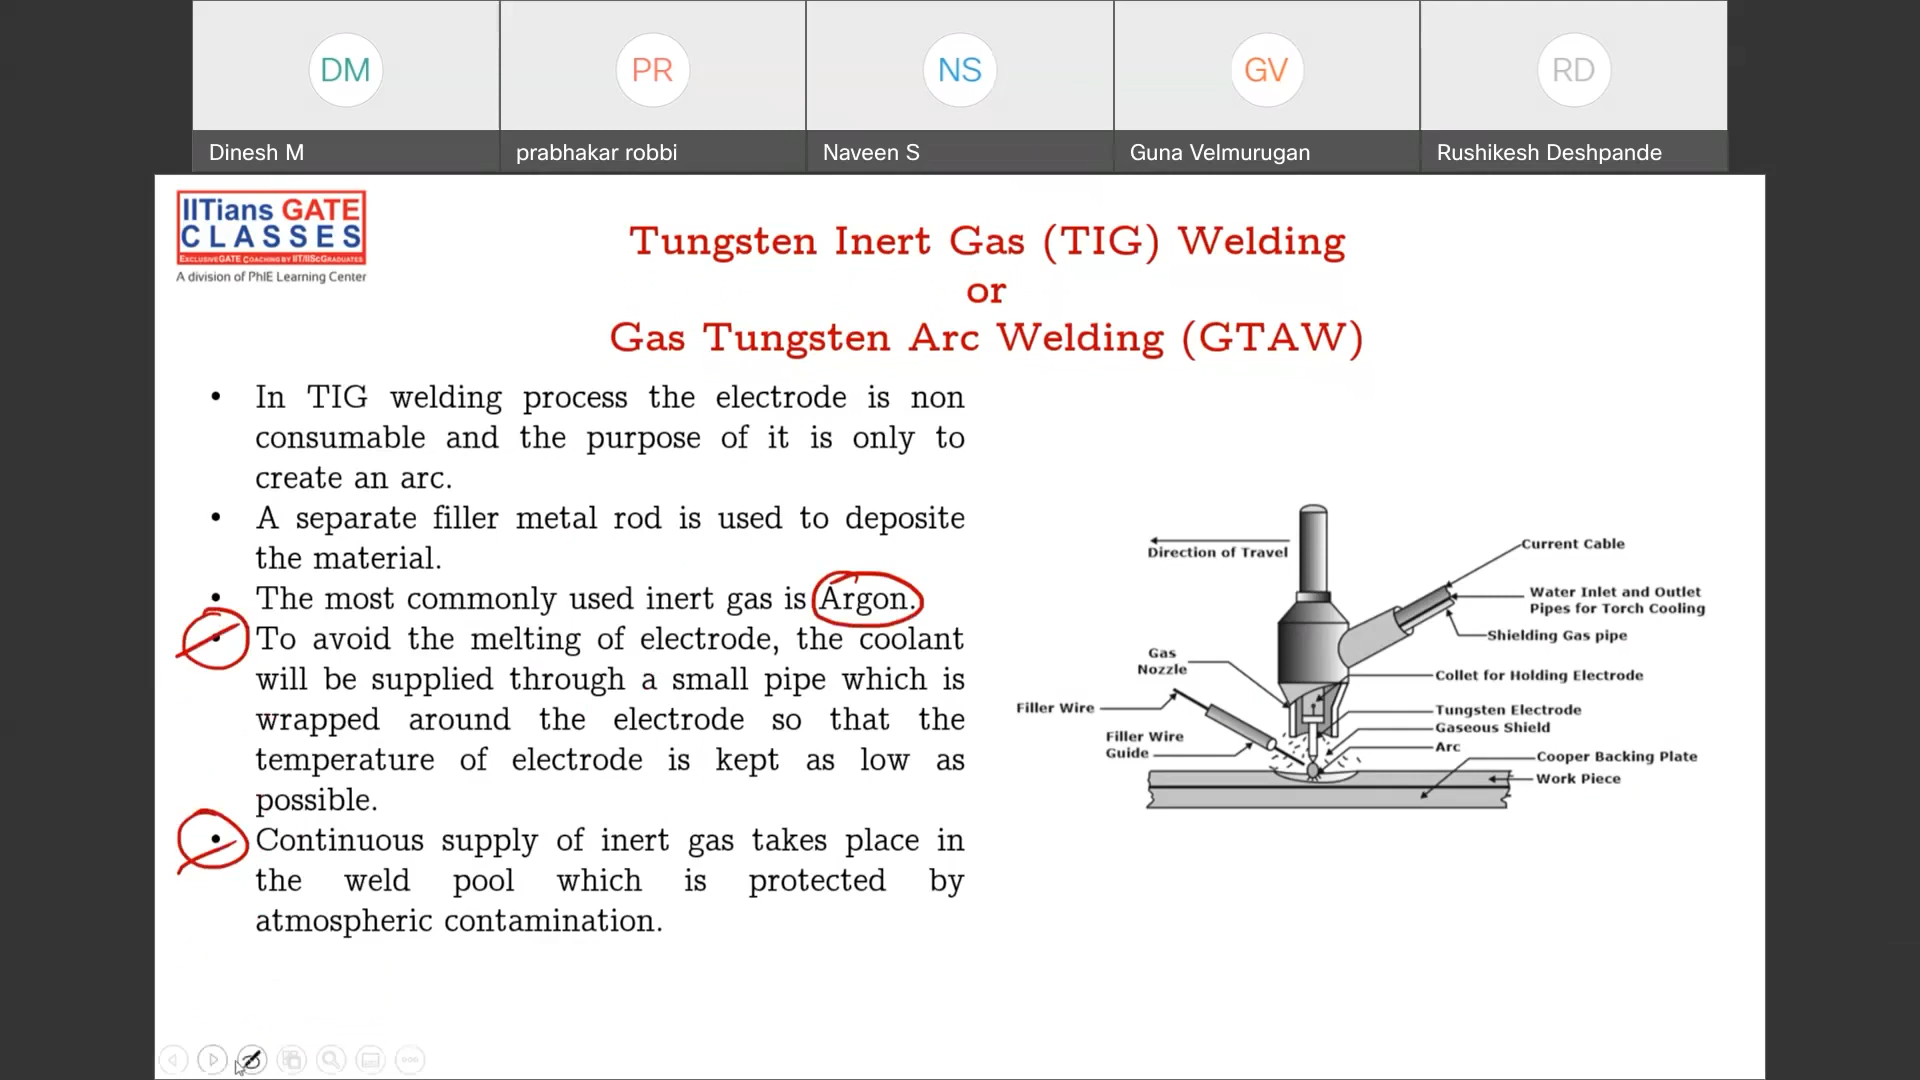 DM
PR
NS
GV
RD
Dinesh M
prabhakar robbi
Naveen S
Guna Velmurugan
Rushikesh Deshpande
IITians GATE
CLASSES
EXCLUSIVE GATE COACHING BY IIT/IISC GRADUATES
A division of PhIE Learning Center
Tungsten Inert Gas (TIG) Welding
or
Gas Tungsten Arc Welding (GTAW)
• In TIG welding process the electrode is non
consumable and the purpose of it is only to
create an arc.
• A separate filler metal rod is used to deposite
the material.
• The most commonly used inert gas is Argon.
• To avoid the melting of electrode, the coolant
will be supplied through a small pipe which is
wrapped around the electrode so that the
temperature of electrode is kept as low as
possible.
• Continuous supply of inert gas takes place in
the weld pool which is protected by
atmospheric contamination.
Direction of Travel
Current Cable
Water Inlet and Outlet
Pipes for Torch Cooling
Shielding Gas pipe
Gas
Nozzle
Collet for Holding Electrode
Filler Wire
Tungsten Electrode
Gaseous Shield
Filler Wire
Guide
Arc
Cooper Backing Plate
Work Piece